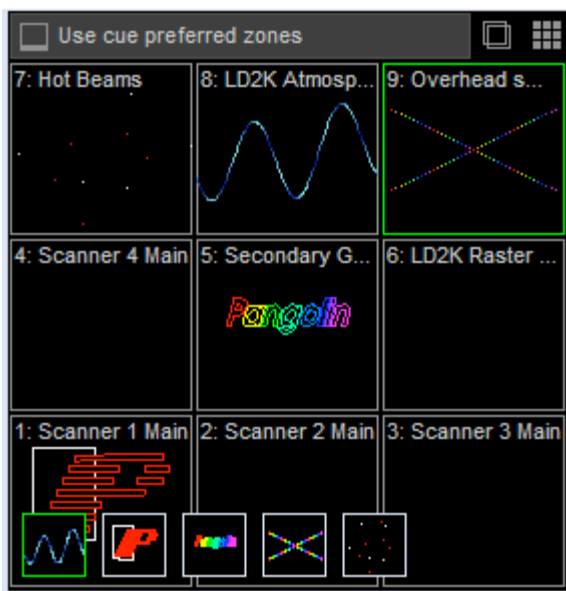 Use cue preferred zones
7: Hot Beams
8: LD2K Atmosp...
9: Overhead s...
4: Scanner 4 Main
5: Secondary G...
6: LD2K Raster ...
Pangolin
1: Scanner 1 Main
2: Scanner 2 Main
3: Scanner 3 Main
P